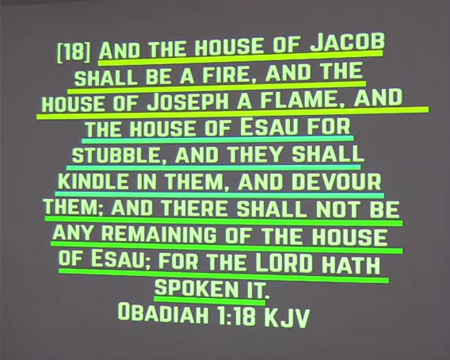 [18] And the house of Jacob
shall be a fire, and the
house of Joseph a flame, and
the house of Esau for
stubble, and they shall
kindle in them, and devour
them; and there shall not be
any remaining of the house
of Esau; for the LORD hath
spoken it.
Obadiah 1:18 KJV